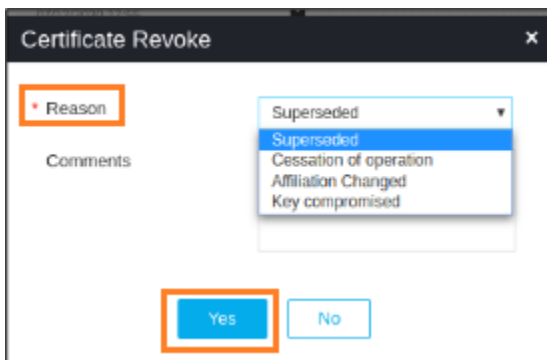 Certificate Revoke ×
* Reason
Superseded ▼
Superseded
Cessation of operation
Affiliation Changed
Key compromised
Comments
Yes
No